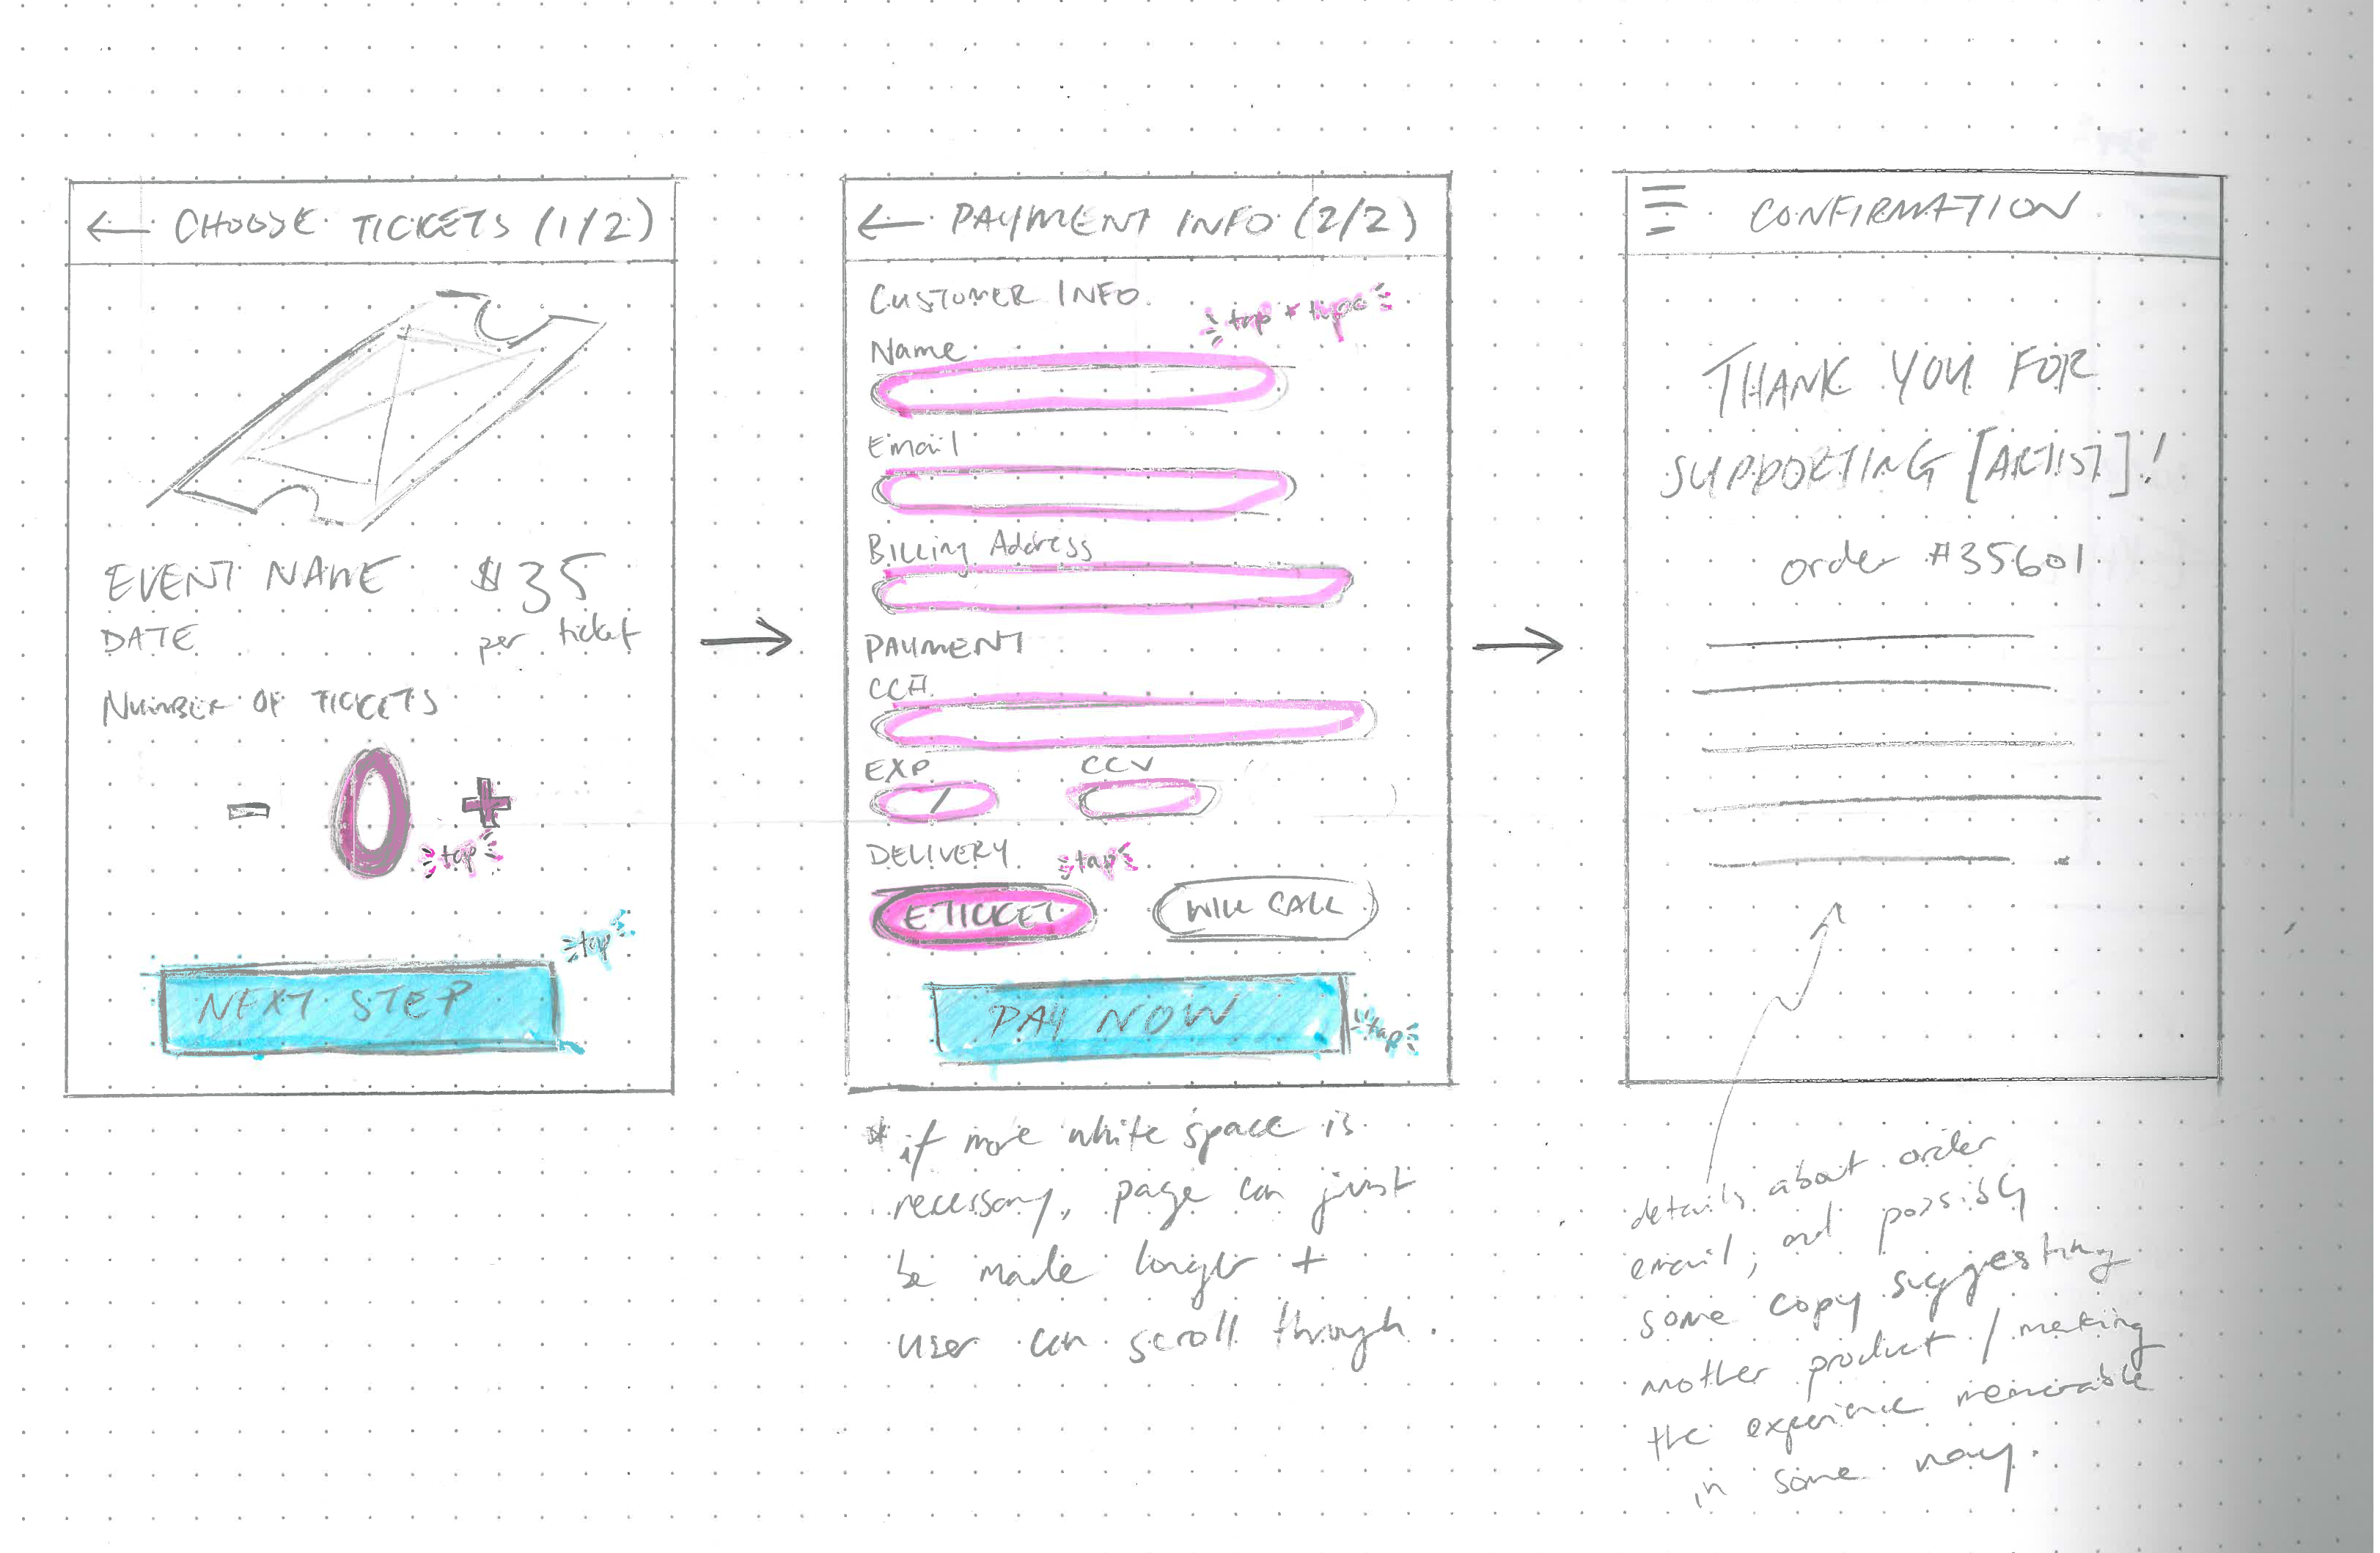 ← CHOOSE TICKETS (1/2)
EVENT NAME $35
DATE per ticket
NUMBER OF TICKETS
- 0 +
tap
tap
NEXT STEP
← PAYMENT INFO (2/2)
CUSTOMER INFO
tap + type
Name
Email
Billing Address
PAYMENT
CC#
EXP CCV
/
DELIVERY tap
E-TICKET WILL CALL
PAY NOW
tap
* if more white space is
necessary, page can just
be made longer +
user can scroll through.
CONFIRMATION
THANK YOU FOR
SUPPORTING [ARTIST]!
order #35601
details about order
email, and possibly
some copy suggesting
another product / making
the experience memorable
in some way.